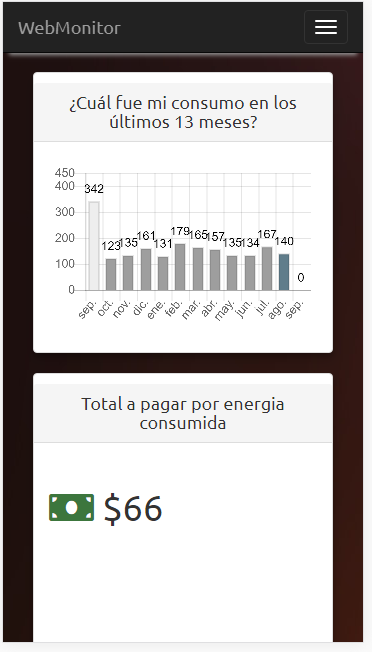 WebMonitor
¿Cuál fue mi consumo en los
últimos 13 meses?
450
400
300
200
100
0
342
123
135
161
131
179
165
157
135
134
167
140
0
sep.
oct.
nov.
dic.
ene.
feb.
mar.
abr.
may.
jun.
jul.
ago.
sep.
Total a pagar por energia
consumida
$66